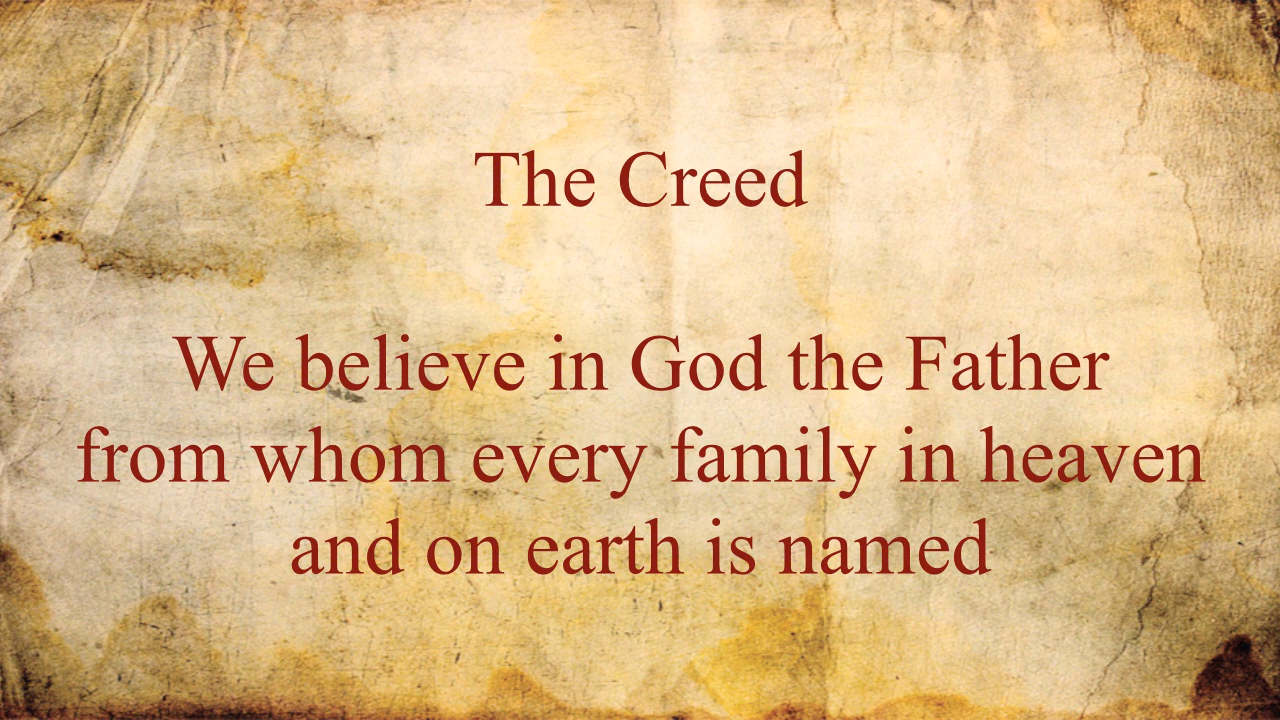 The Creed
We believe in God the Father
from whom every family in heaven
and on earth is named